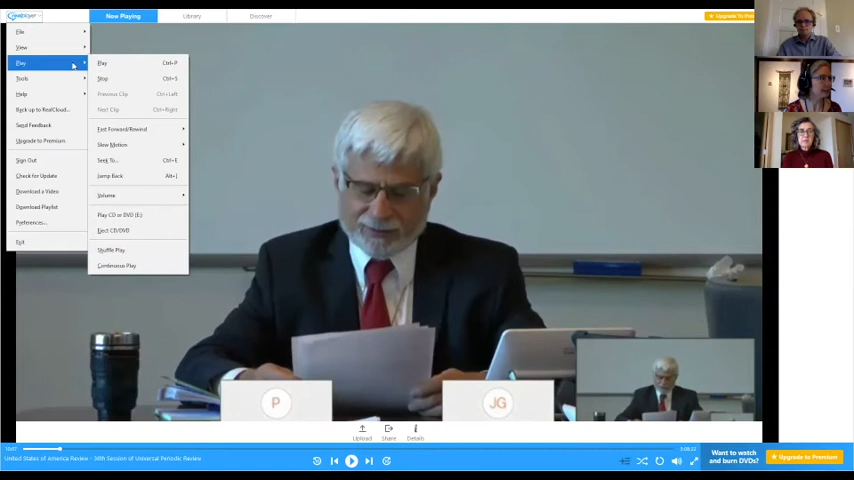 realplayer
Now Playing
Library
Discover
Upgrade To Prem
File
View
Play
Tools
Help
Back up to RealCloud...
Send Feedback
Upgrade to Premium
Sign Out
Check for Update
Download a Video
Download Playlist
Preferences...
Exit
Play Ctrl+P
Stop Ctrl+S
Previous Clip Ctrl+Left
Next Clip Ctrl+Right
Fast Forward/Rewind
Slow Motion
Seek To... Ctrl+E
Jump Back Alt+J
Volume
Play CD or DVD (E:)
Eject CD/DVD
Shuffle Play
Continuous Play
P
JG
Upload
Share
Details
United States of America Review - 36th Session of Universal Periodic Review
Want to watch
and burn DVDs?
Upgrade to Premium